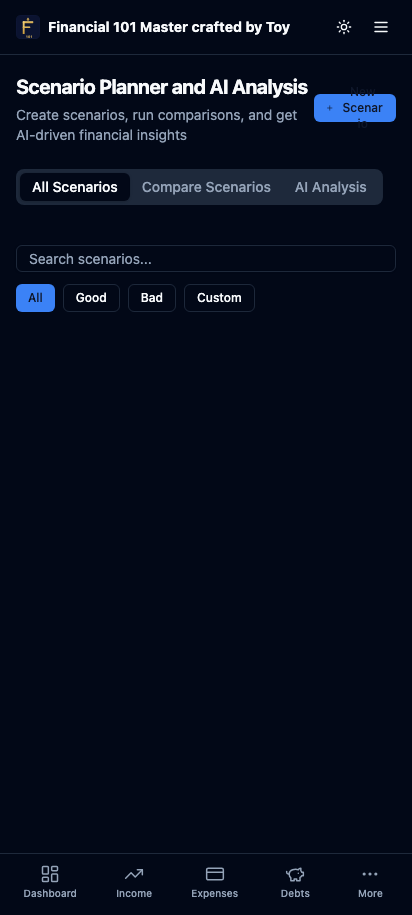 Financial 101 Master crafted by Toy
Scenario Planner and AI Analysis
Create scenarios, run comparisons, and get
AI-driven financial insights
New
Scenar
io
All Scenarios
Compare Scenarios
AI Analysis
Search scenarios...
All
Good
Bad
Custom
Dashboard
Income
Expenses
Debts
More